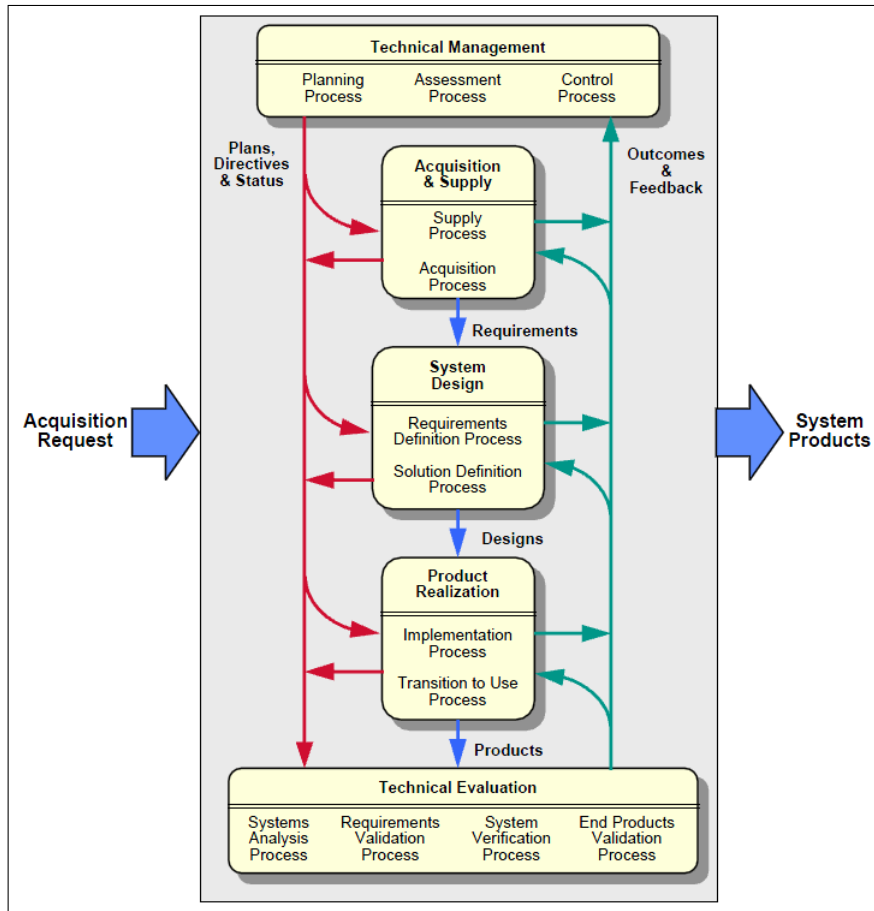 Technical Management
Planning
Process
Assessment
Process
Control
Process
Plans,
Directives
& Status
Outcomes
&
Feedback
Acquisition
& Supply
Supply
Process
Acquisition
Process
Requirements
Acquisition
Request
System
Design
Requirements
Definition Process
Solution Definition
Process
System
Products
Designs
Product
Realization
Implementation
Process
Transition to Use
Process
Products
Technical Evaluation
Systems
Analysis
Process
Requirements
Validation
Process
System
Verification
Process
End Products
Validation
Process